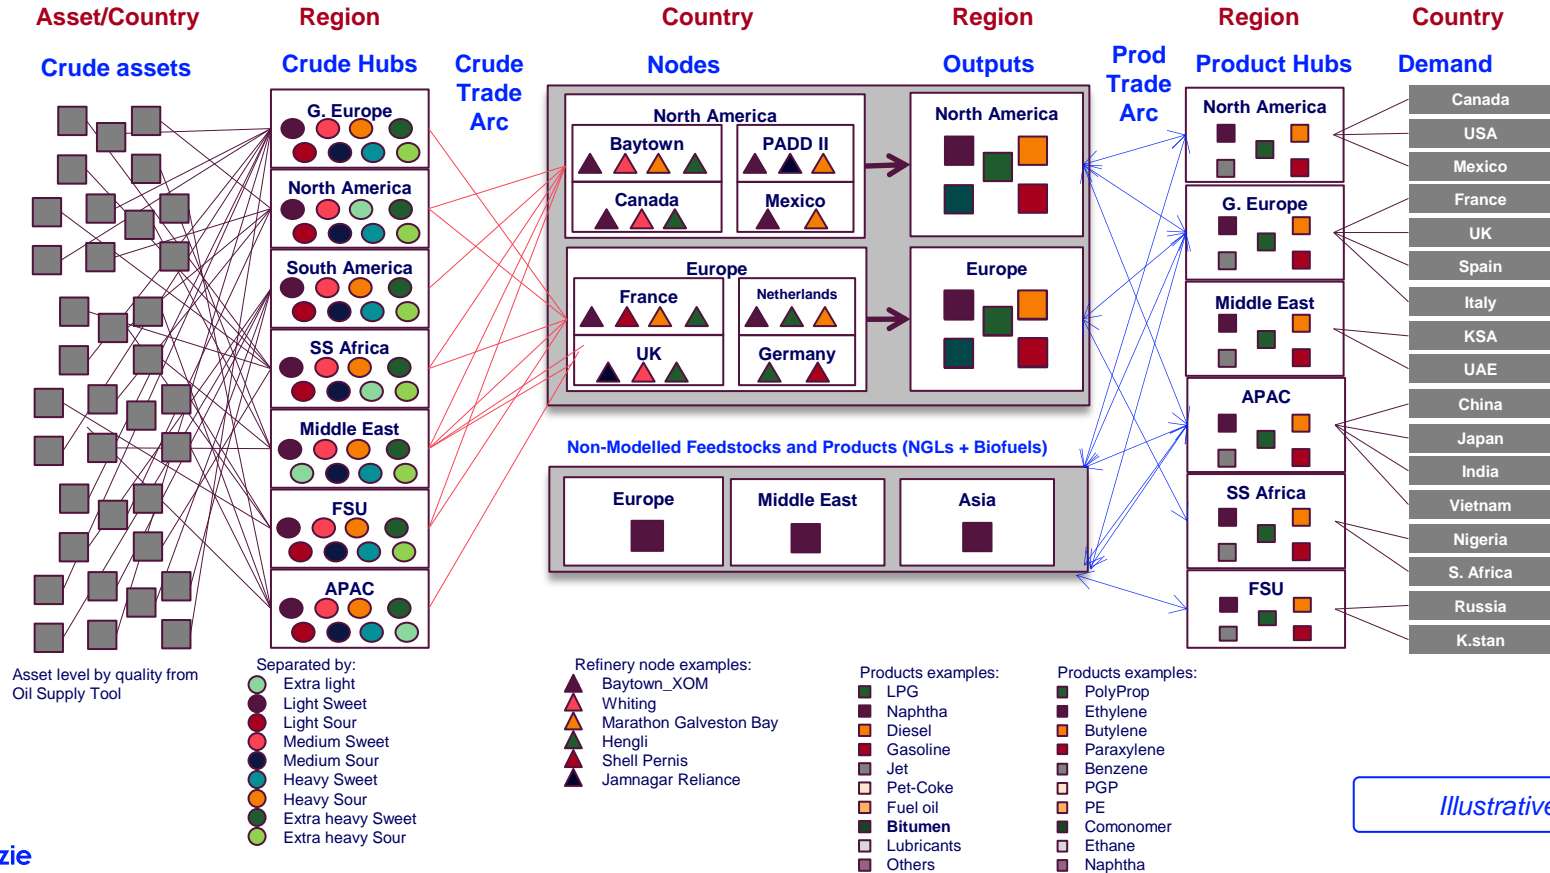 Asset/Country
Region
Country
Region
Region
Country
Crude assets
Crude Hubs
Crude
Trade
Arc
Nodes
Outputs
Prod
Trade
Arc
Product Hubs
Demand
G. Europe
North America
South America
SS Africa
Middle East
FSU
APAC
North America
Baytown
PADD II
Canada
Mexico
Europe
France
Netherlands
UK
Germany
North America
Europe
Non-Modelled Feedstocks and Products (NGLs + Biofuels)
Europe
Middle East
Asia
North America
G. Europe
Middle East
APAC
SS Africa
FSU
Canada
USA
Mexico
France
UK
Spain
Italy
KSA
UAE
China
Japan
India
Vietnam
Nigeria
S. Africa
Russia
K.stan
Asset level by quality from
Oil Supply Tool
Separated by:
Extra light
Light Sweet
Light Sour
Medium Sweet
Medium Sour
Heavy Sweet
Heavy Sour
Extra heavy Sweet
Extra heavy Sour
Refinery node examples:
Baytown_XOM
Whiting
Marathon Galveston Bay
Hengli
Shell Pernis
Jamnagar Reliance
Products examples:
LPG
Naphtha
Diesel
Gasoline
Jet
Pet-Coke
Fuel oil
Bitumen
Lubricants
Others
Products examples:
PolyProp
Ethylene
Butylene
Paraxylene
Benzene
PGP
PE
Comonomer
Ethane
Naphtha
Illustrative
zie